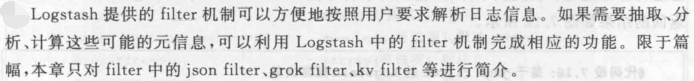 Logstash 提供的 filter 机制可以方便地按照用户要求解析日志信息。如果需要抽取、分
析、计算这些可能的元信息,可以利用 Logstash 中的 filter 机制完成相应的功能。限于篇
幅,本章只对 filter 中的 json filter、grok filter、kv filter 等进行简介。